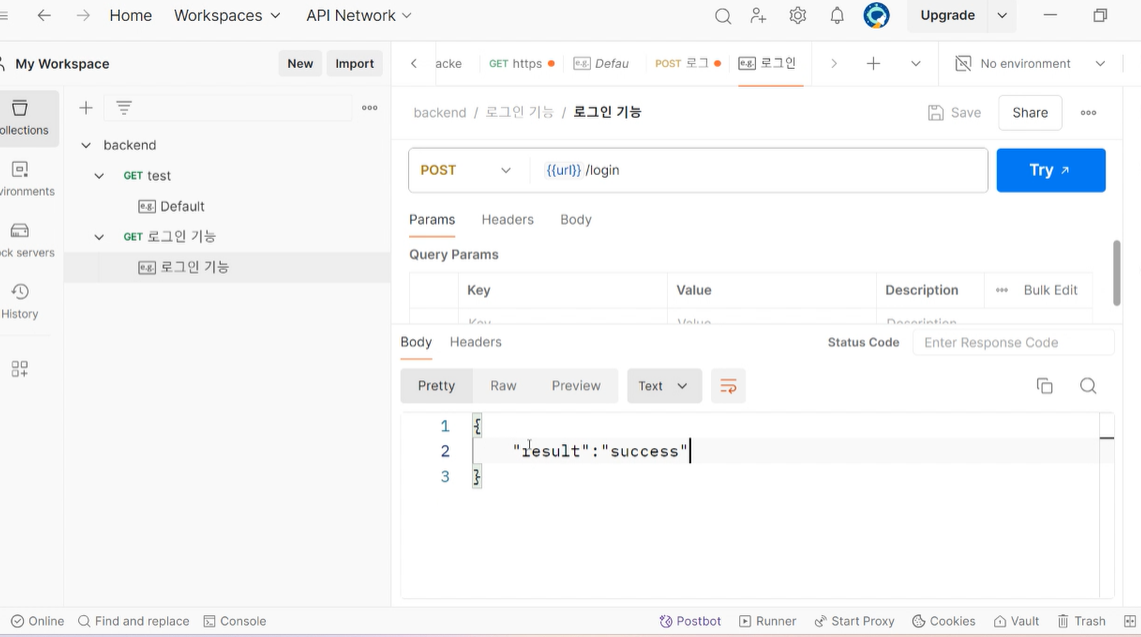 Home Workspaces API Network Upgrade
My Workspace New Import
acke GET https e.g. Defau POST 로그 e.g. 로그인 No environment
ollections
vironments
ck servers
History
backend
GET test
e.g. Default
GET 로그인 기능
e.g. 로그인 기능
backend / 로그인 기능 / 로그인 기능 Save Share
POST {{url}} /login Try
Params Headers Body
Query Params
Key Value Description Bulk Edit
Key Value Description
Body Headers Status Code Enter Response Code
Pretty Raw Preview Text
1 {
2 "result":"success"
3 }
Online Find and replace Console Postbot Runner Start Proxy Cookies Vault Trash